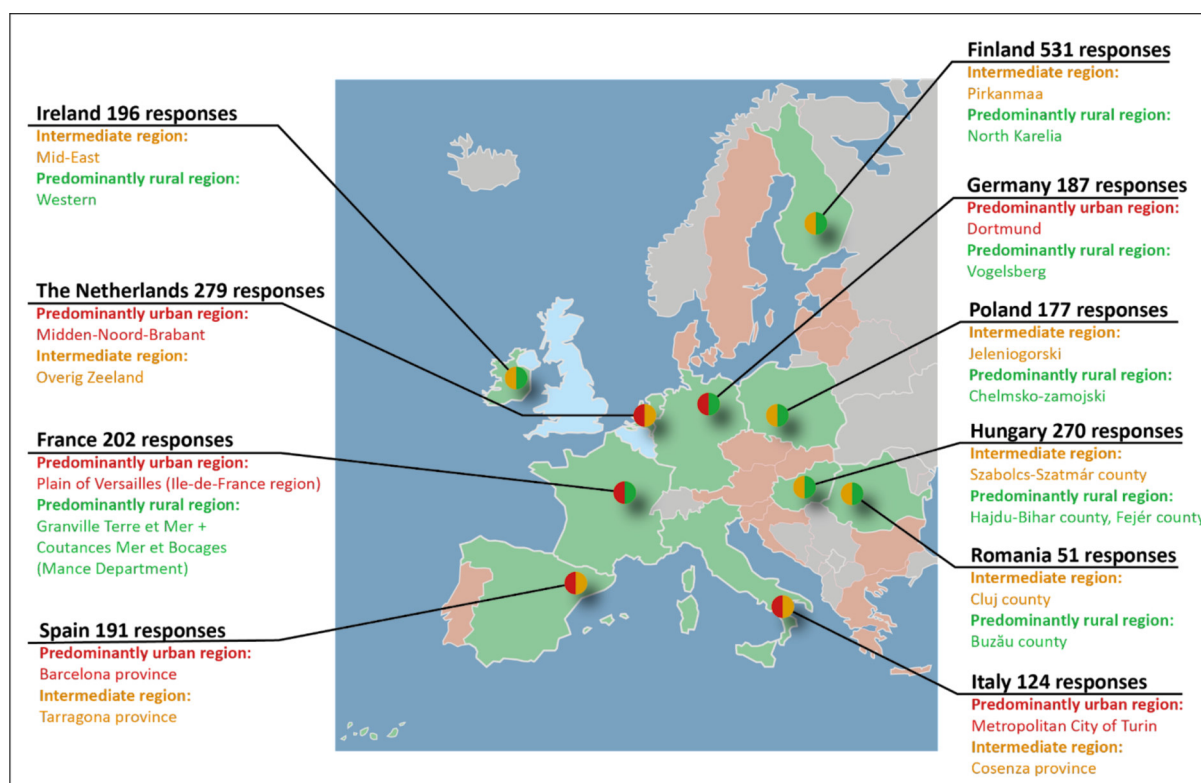 Ireland 196 responses
Intermediate region:
Mid-East
Predominantly rural region:
Western
The Netherlands 279 responses
Predominantly urban region:
Midden-Noord-Brabant
Intermediate region:
Overig Zeeland
France 202 responses
Predominantly urban region:
Plain of Versailles (Ile-de-France region)
Predominantly rural region:
Granville Terre et Mer +
Coutances Mer et Bocages
(Mance Department)
Spain 191 responses
Predominantly urban region:
Barcelona province
Intermediate region:
Tarragona province
Finland 531 responses
Intermediate region:
Pirkanmaa
Predominantly rural region:
North Karelia
Germany 187 responses
Predominantly urban region:
Dortmund
Predominantly rural region:
Vogelsberg
Poland 177 responses
Intermediate region:
Jeleniogorski
Predominantly rural region:
Chelmsko-zamojski
Hungary 270 responses
Intermediate region:
Szabolcs-Szatmár county
Predominantly rural region:
Hajdu-Bihar county, Fejér county
Romania 51 responses
Intermediate region:
Cluj county
Predominantly rural region:
Buzău county
Italy 124 responses
Predominantly urban region:
Metropolitan City of Turin
Intermediate region:
Cosenza province